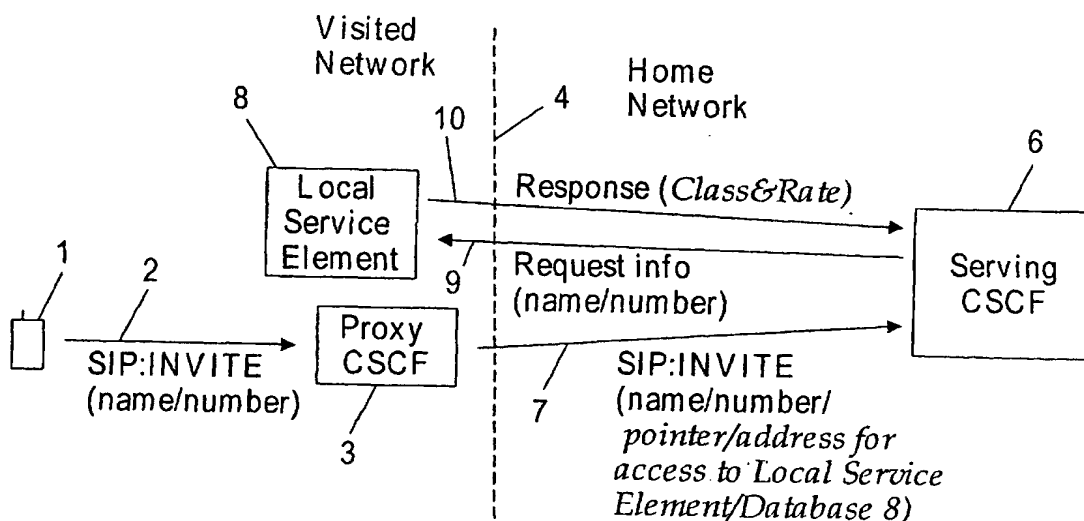 Visited
Network
Home
Network
8
10
4
6
Local
Service
Element
Response (Class&Rate)
9
Request info
(name/number)
Serving
CSCF
1
2
SIP:INVITE
(name/number)
Proxy
CSCF
3
7
SIP:INVITE
(name/number/
pointer/address for
access to Local Service
Element/Database 8)